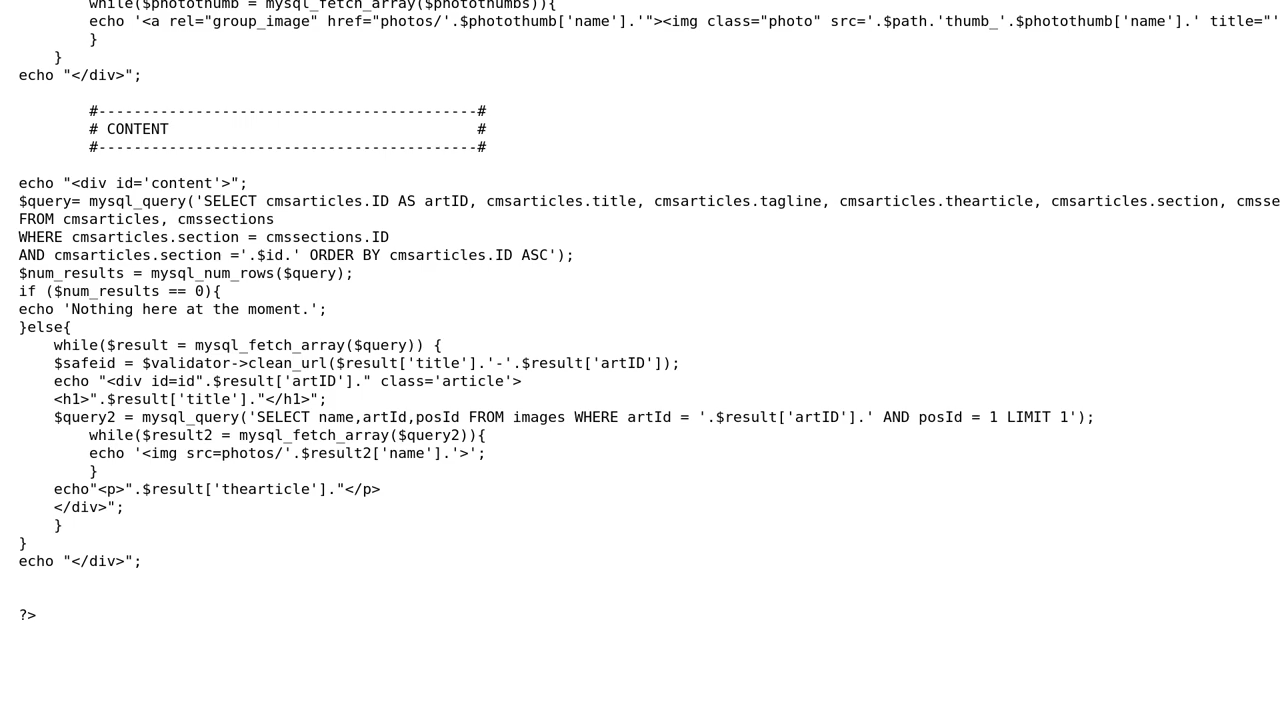 while($photothumb = mysql_fetch_array($photothumbs)){
echo '<a rel="group_image" href="photos/'.$photothumb['name'].'"><img class="photo" src='.$path.'thumb_'.$photothumb['name'].' title="'
}
}
echo "</div>";
#-------------------------------------------#
# CONTENT #
#-------------------------------------------#
echo "<div id='content'>";
$query= mysql_query('SELECT cmsarticles.ID AS artID, cmsarticles.title, cmsarticles.tagline, cmsarticles.thearticle, cmsarticles.section, cmsse
FROM cmsarticles, cmssections
WHERE cmsarticles.section = cmssections.ID
AND cmsarticles.section ='.$id.' ORDER BY cmsarticles.ID ASC');
$num_results = mysql_num_rows($query);
if ($num_results == 0){
echo 'Nothing here at the moment.';
}else{
while($result = mysql_fetch_array($query)) {
$safeid = $validator->clean_url($result['title'].'-'.$result['artID']);
echo "<div id=id".$result['artID']." class='article'>
<h1>".$result['title']."</h1>";
$query2 = mysql_query('SELECT name,artId,posId FROM images WHERE artId = '.$result['artID'].' AND posId = 1 LIMIT 1');
while($result2 = mysql_fetch_array($query2)){
echo '<img src=photos/'.$result2['name'].'>';
}
echo"<p>".$result['thearticle']."</p>
</div>";
}
}
echo "</div>";
?>